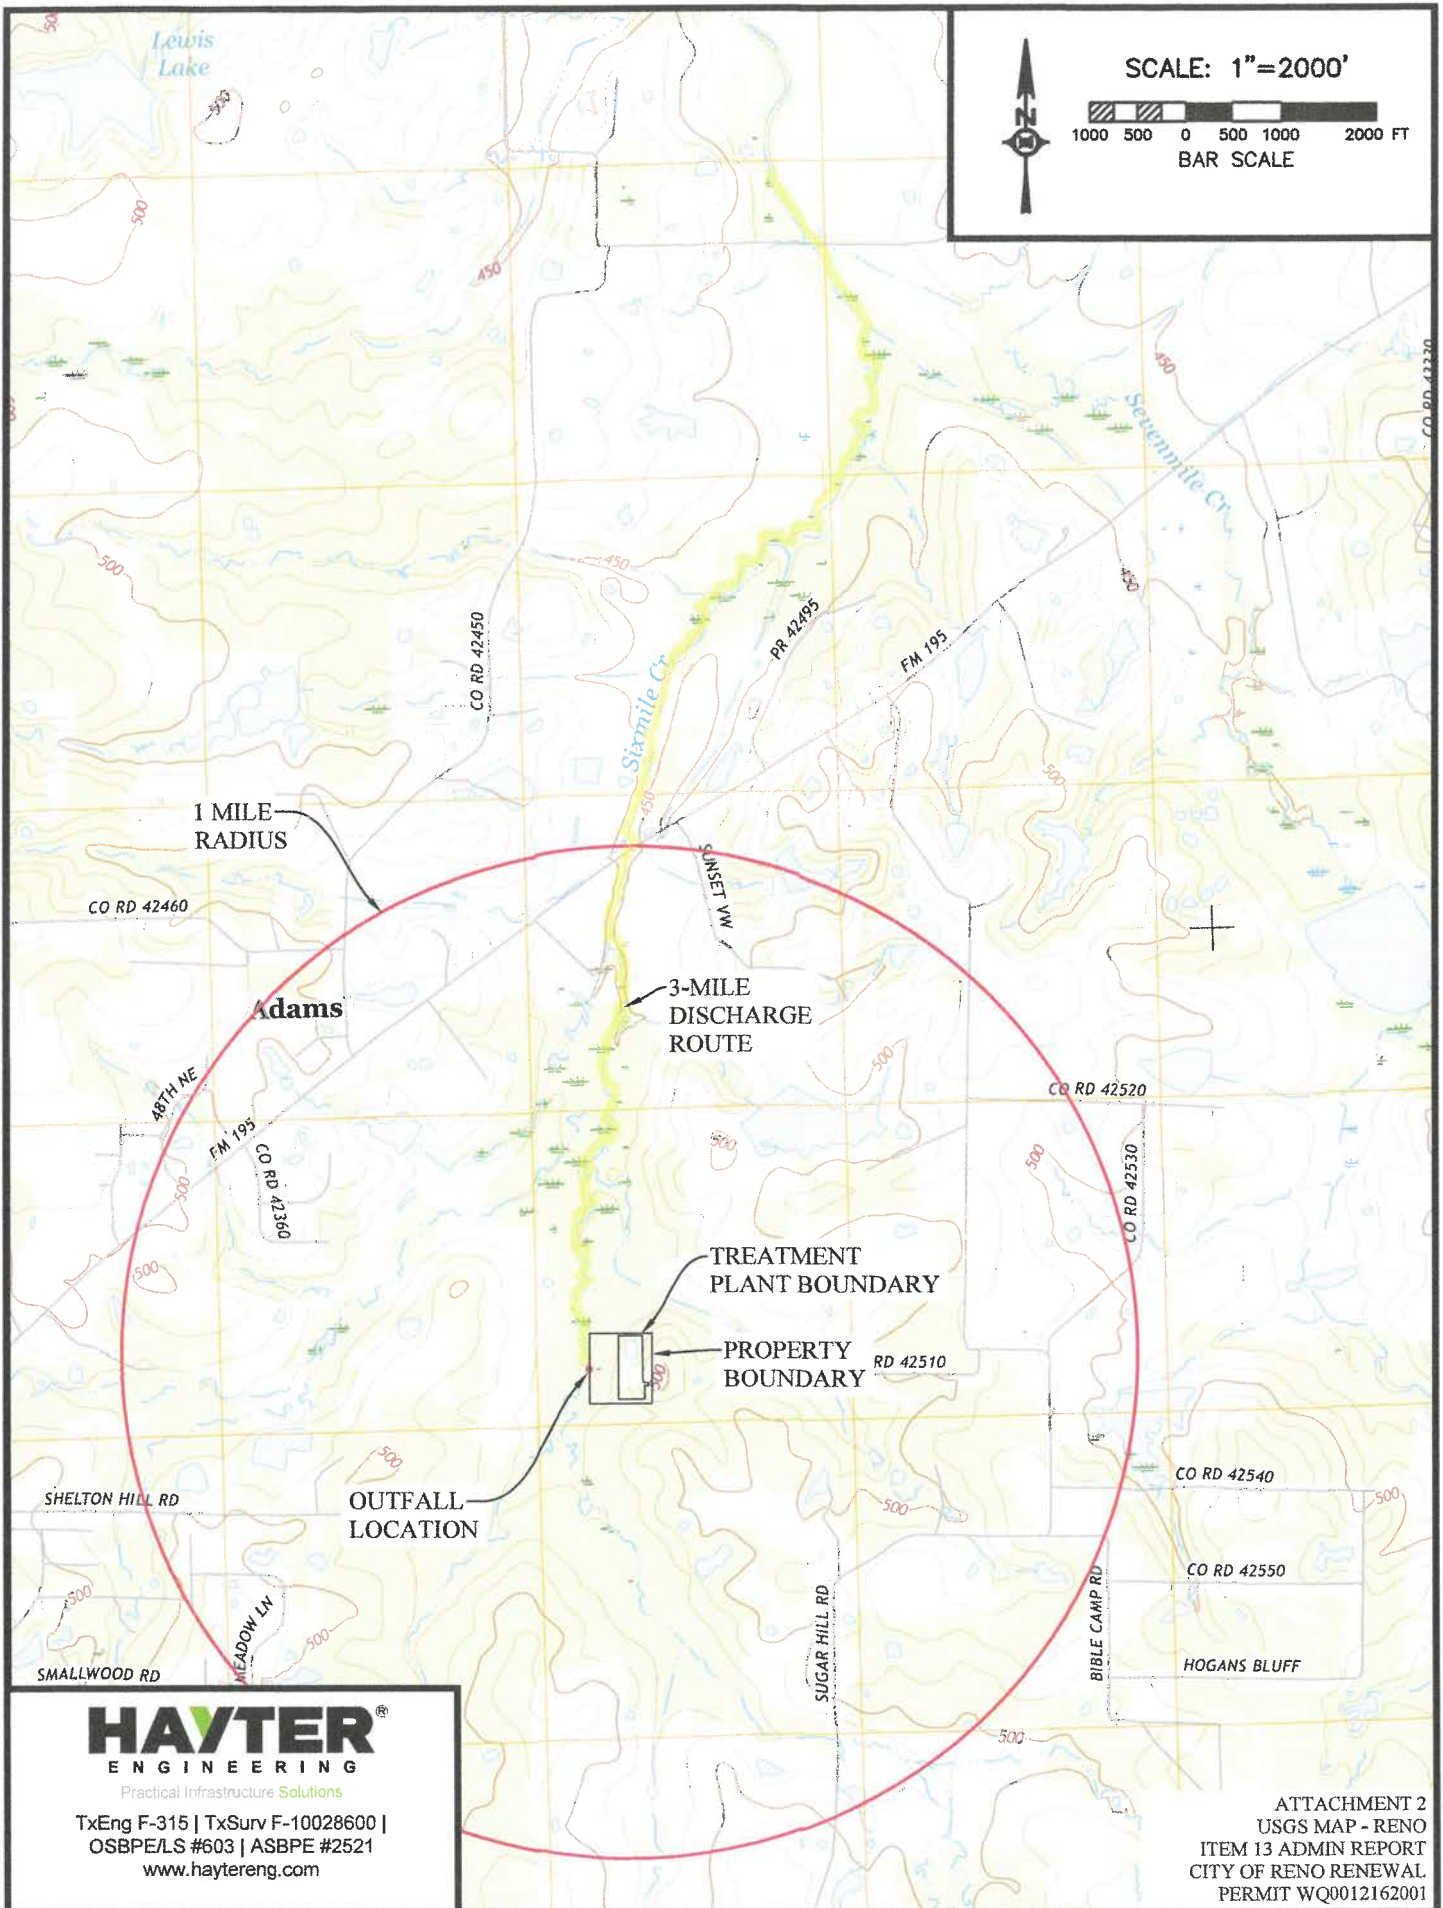 Lewis
Lake
500
500
SCALE: 1"=2000'
N
1000 500 0 500 1000 2000 FT
BAR SCALE
500
450
450
CO RD 43330
Sevenmile Cr
500
450
450
CO RD 42450
PR 42495
FM 195
Sixmile Cr
500
450
1 MILE
RADIUS
SUNSET VW
CO RD 42460
Adams
3-MILE
DISCHARGE
ROUTE
500
CO RD 42520
48TH NE
FM 195
CO RD 42360
500
500
500
CO RD 42530
500
TREATMENT
PLANT BOUNDARY
PROPERTY
BOUNDARY
RD 42510
500
500
OUTFALL
LOCATION
SHELTON HILL RD
CO RD 42540
500
500
CO RD 42550
500
MEADOW LN
500
SUGAR HILL RD
BIBLE CAMP RD
HOGANS BLUFF
SMALLWOOD RD
500
HAYTER®
ENGINEERING
Practical Infrastructure Solutions
TxEng F-315 | TxSurv F-10028600 |
OSBPE/LS #603 | ASBPE #2521
www.haytereng.com
ATTACHMENT 2
USGS MAP - RENO
ITEM 13 ADMIN REPORT
CITY OF RENO RENEWAL
PERMIT WQ0012162001